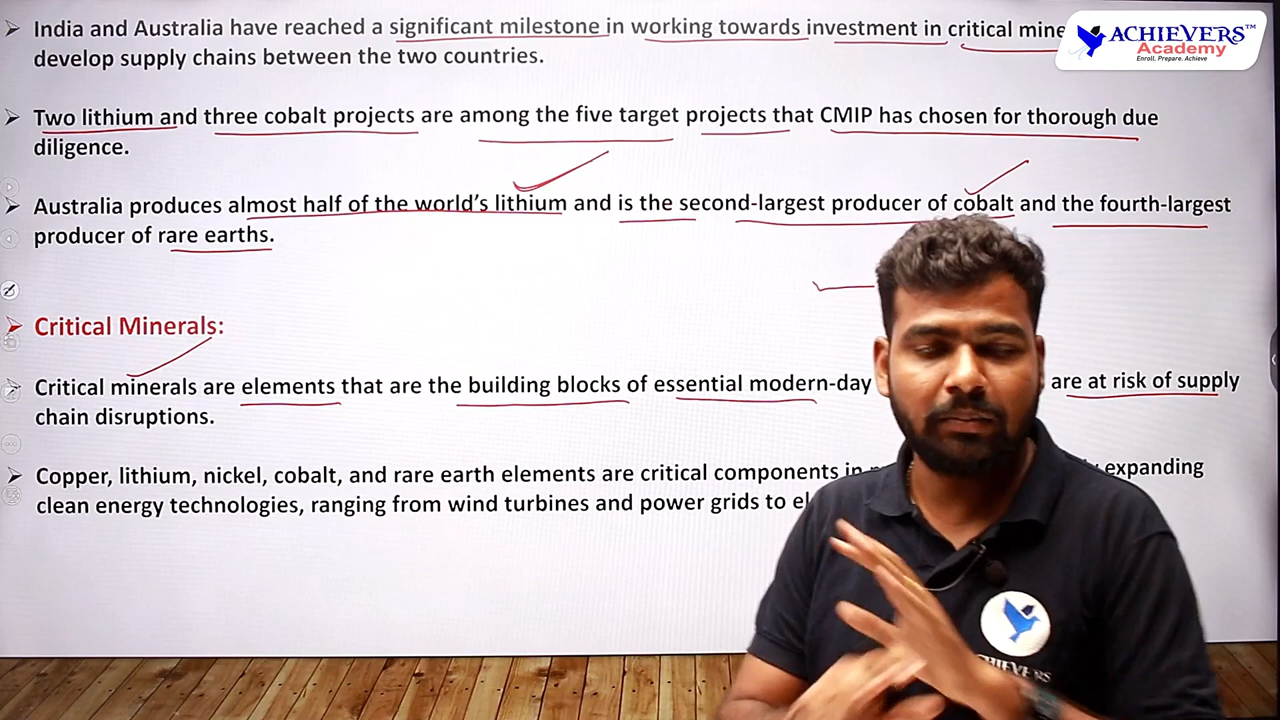 India and Australia have reached a significant milestone in working towards investment in critical
develop supply chains between the two countries.
ACHIEVERS™
Academy
Enroll. Prepare. Achieve
Two lithium and three cobalt projects are among the five target projects that CMIP has chosen for thorough due
diligence.
Australia produces almost half of the world's lithium and is the second-largest producer of cobalt and the fourth-largest
producer of rare earths.
Critical Minerals:
Critical minerals are elements that are the building blocks of essential modern-day are at risk of supply
chain disruptions.
Copper, lithium, nickel, cobalt, and rare earth elements are critical components in expanding
clean energy technologies, ranging from wind turbines and power grids to